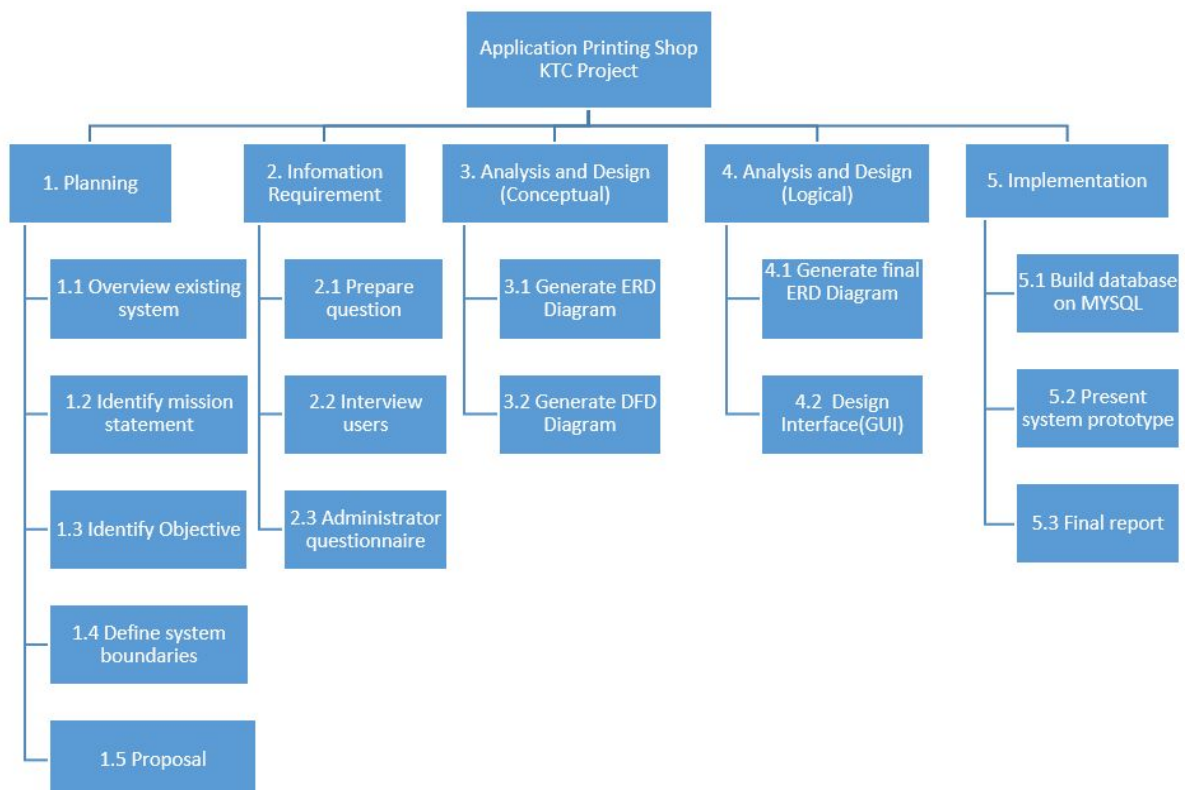 Application Printing Shop
KTC Project
1. Planning
2. Infomation
Requirement
3. Analysis and Design
(Conceptual)
4. Analysis and Design
(Logical)
5. Implementation
1.1 Overview existing
system
1.2 Identify mission
statement
1.3 Identify Objective
1.4 Define system
boundaries
1.5 Proposal
2.1 Prepare
question
2.2 Interview
users
2.3 Administrator
questionnaire
3.1 Generate ERD
Diagram
3.2 Generate DFD
Diagram
4.1 Generate final
ERD Diagram
4.2 Design
Interface(GUI)
5.1 Build database
on MYSQL
5.2 Present
system prototype
5.3 Final report